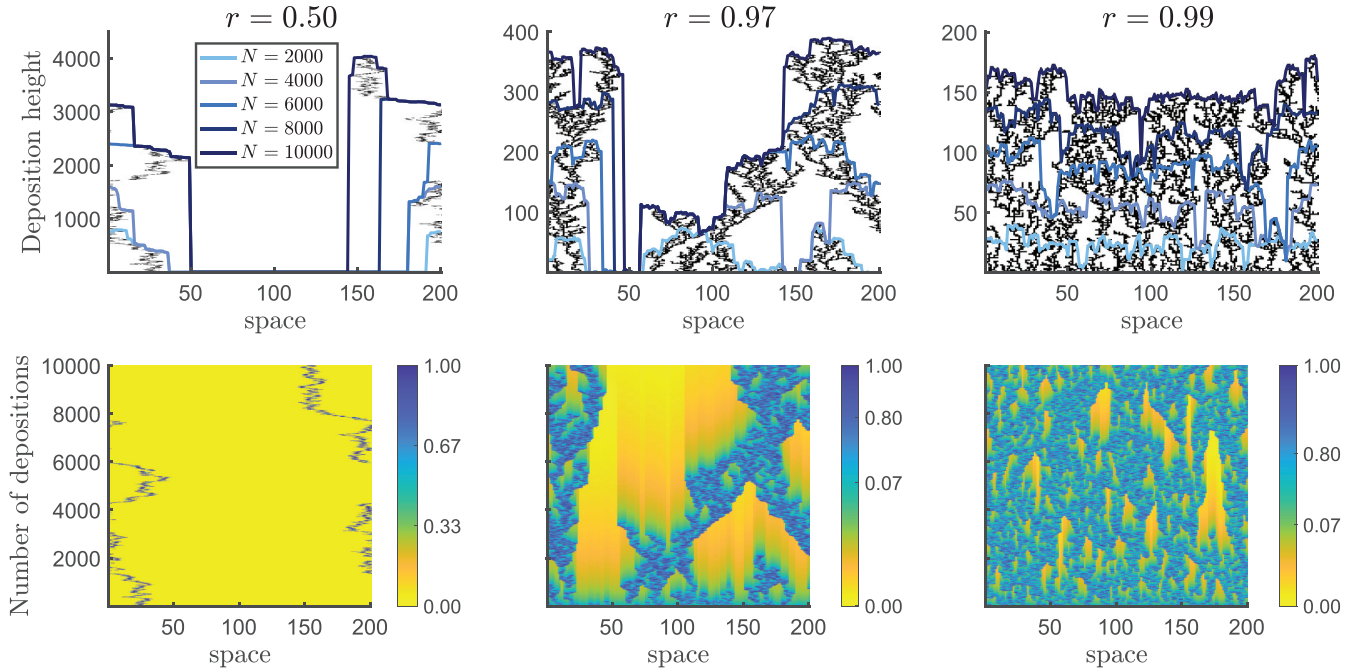 r = 0.50
r = 0.97
r = 0.99
Deposition height
4000
3000
2000
1000
N = 2000
N = 4000
N = 6000
N = 8000
N = 10000
50 100 150 200
space
400
300
200
100
50 100 150 200
space
200
150
100
50
50 100 150 200
space
Number of depositions
10000
8000
6000
4000
2000
50 100 150 200
space
1.00
0.67
0.33
0.00
50 100 150 200
space
1.00
0.80
0.07
0.00
50 100 150 200
space
1.00
0.80
0.07
0.00